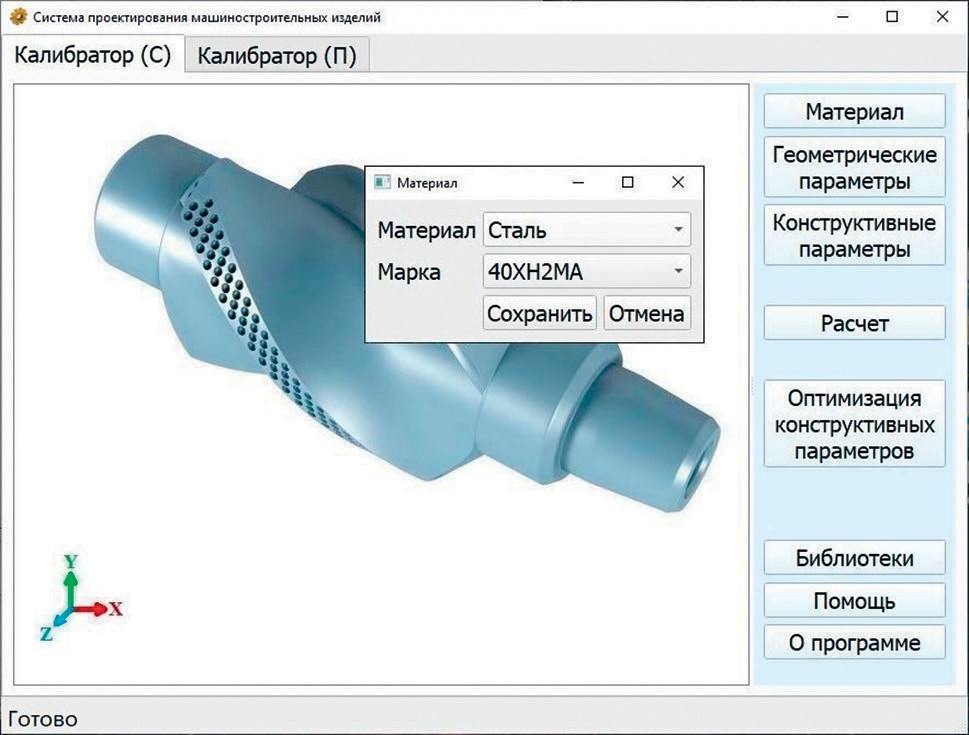 Система проектирования машиностроительных изделий
Калибратор (С) Калибратор (П)
Материал
Материал Сталь
Марка 40ХН2МА
Сохранить Отмена
Материал
Геометрические
параметры
Конструктивные
параметры
Расчет
Оптимизация
конструктивных
параметров
Библиотеки
Помощь
О программе
Y
X
Z
Готово